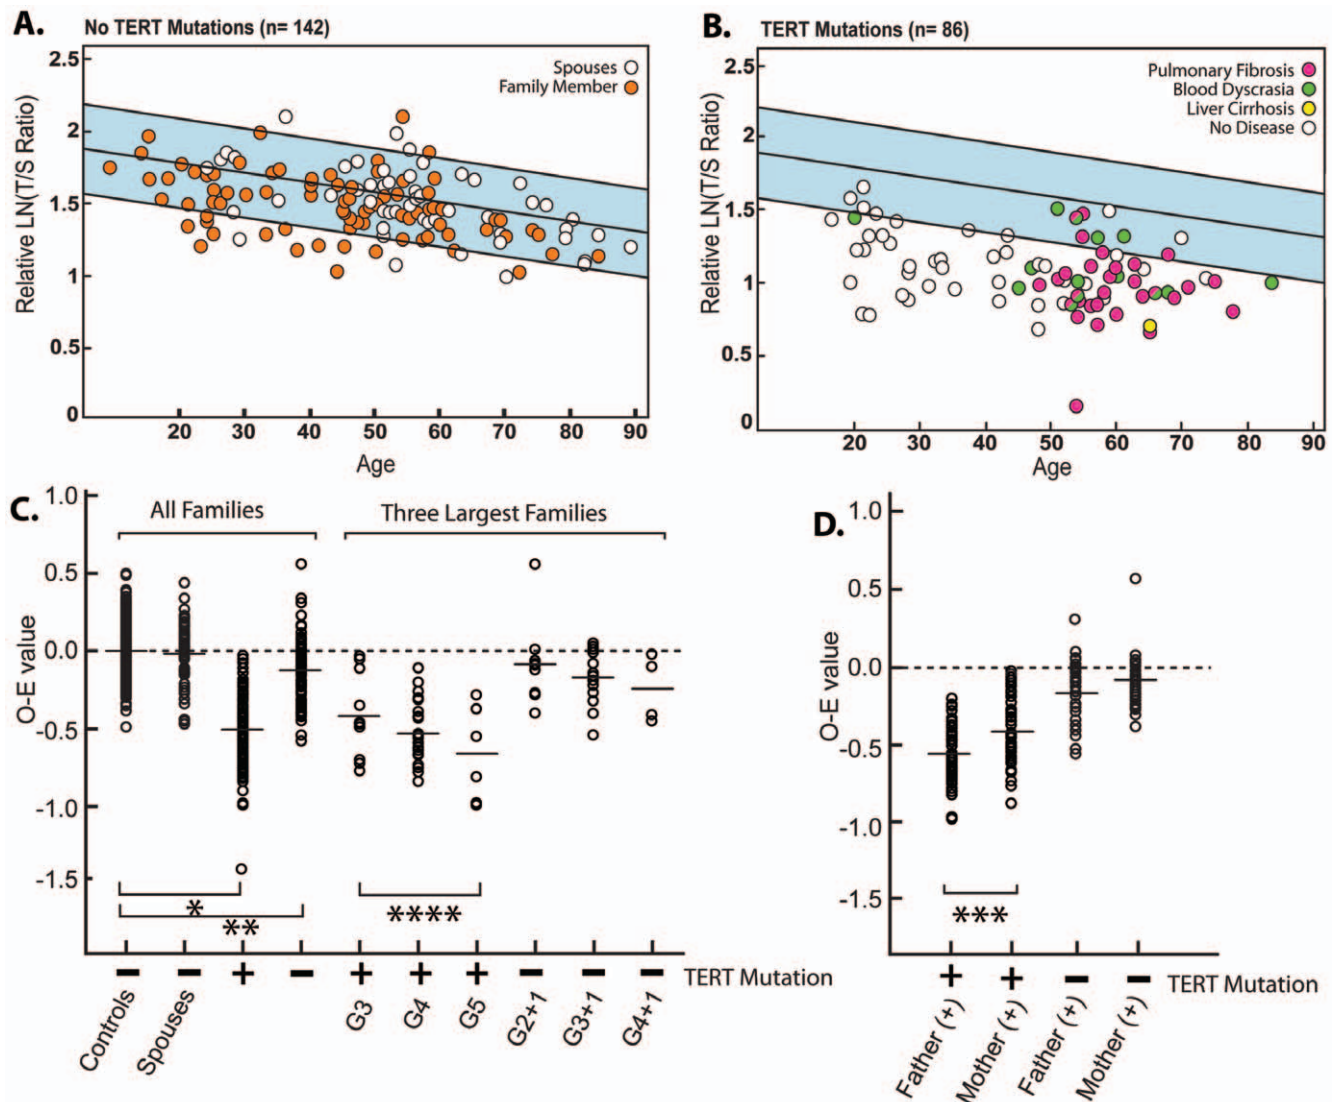 A. No TERT Mutations (n= 142)
Relative LN(T/S Ratio)
2.5
2
1.5
1
0.5
0
Spouses
Family Member
20 30 40 50 60 70 80 90
Age
B. TERT Mutations (n= 86)
Relative LN(T/S Ratio)
2.5
2
1.5
1
0.5
0
Pulmonary Fibrosis
Blood Dyscrasia
Liver Cirrhosis
No Disease
20 30 40 50 60 70 80 90
Age
C.
All Families Three Largest Families
O-E value
1.0
0.5
0.0
-0.5
-1.0
-1.5
*
**
****
− − + − + + + − − − TERT Mutation
Controls Spouses G3 G4 G5 G2+1 G3+1 G4+1
D.
O-E value
1.0
0.5
0.0
-0.5
-1.0
-1.5
***
+ + − − TERT Mutation
Father (+) Mother (+) Father (+) Mother (+)